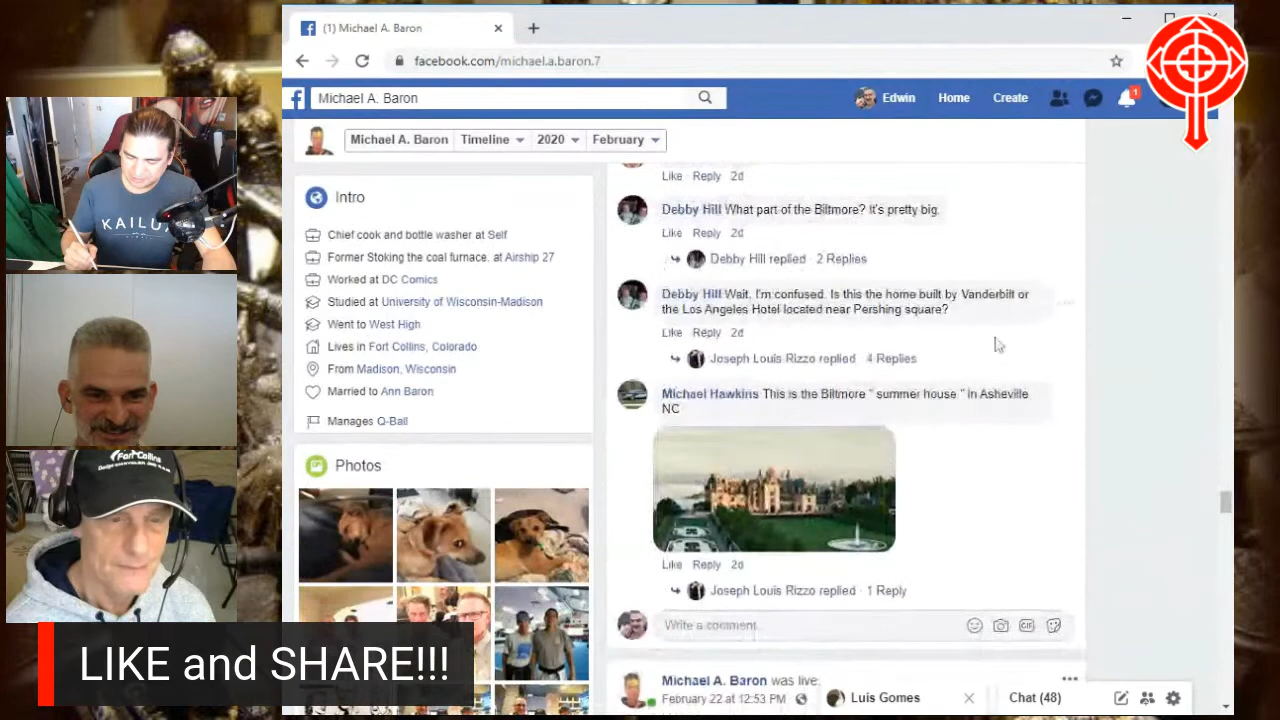 (1) Michael A. Baron
facebook.com/michael.a.baron.7
Michael A. Baron
Edwin
Home
Create
1
Michael A. Baron
Timeline
2020
February
Intro
Chief cook and bottle washer at Self
Former Stoking the coal furnace. at Airship 27
Worked at DC Comics
Studied at University of Wisconsin-Madison
Went to West High
Lives in Fort Collins, Colorado
From Madison, Wisconsin
Married to Ann Baron
Manages Q-Ball
Photos
Like Reply 2d
Debby Hill What part of the Biltmore? It's pretty big.
Like Reply 2d
Debby Hill replied · 2 Replies
Debby Hill Wait, I'm confused. Is this the home built by Vanderbilt or
the Los Angeles Hotel located near Pershing square?
Like Reply 2d
Joseph Louis Rizzo replied · 4 Replies
Michael Hawkins This is the Biltmore " summer house " in Asheville
NC
Like Reply 2d
Joseph Louis Rizzo replied · 1 Reply
Write a comment
GIF
Michael A. Baron was live.
February 22 at 12:53 PM
Luis Gomes
Chat (48)
KAILUA
Fort Collins
LIKE and SHARE!!!